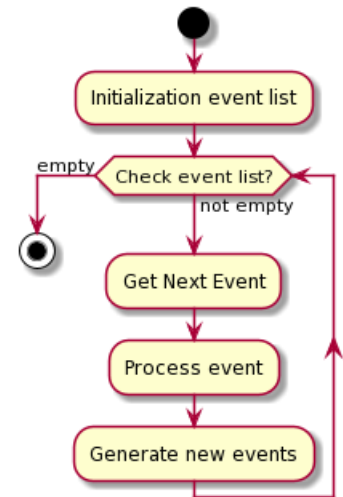 Initialization event list
empty
Check event list?
not empty
Get Next Event
Process event
Generate new events